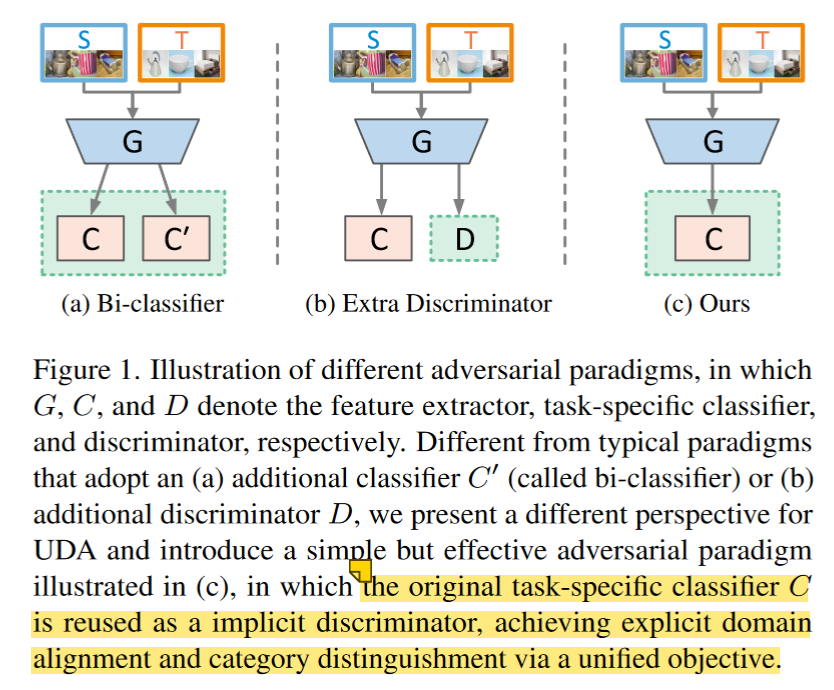 S T S T S T
G G G
C C′ C D C
(a) Bi-classifier (b) Extra Discriminator (c) Ours
Figure 1. Illustration of different adversarial paradigms, in which
G, C, and D denote the feature extractor, task-specific classifier,
and discriminator, respectively. Different from typical paradigms
that adopt an (a) additional classifier C′ (called bi-classifier) or (b)
additional discriminator D, we present a different perspective for
UDA and introduce a simple but effective adversarial paradigm
illustrated in (c), in which the original task-specific classifier C
is reused as a implicit discriminator, achieving explicit domain
alignment and category distinguishment via a unified objective.